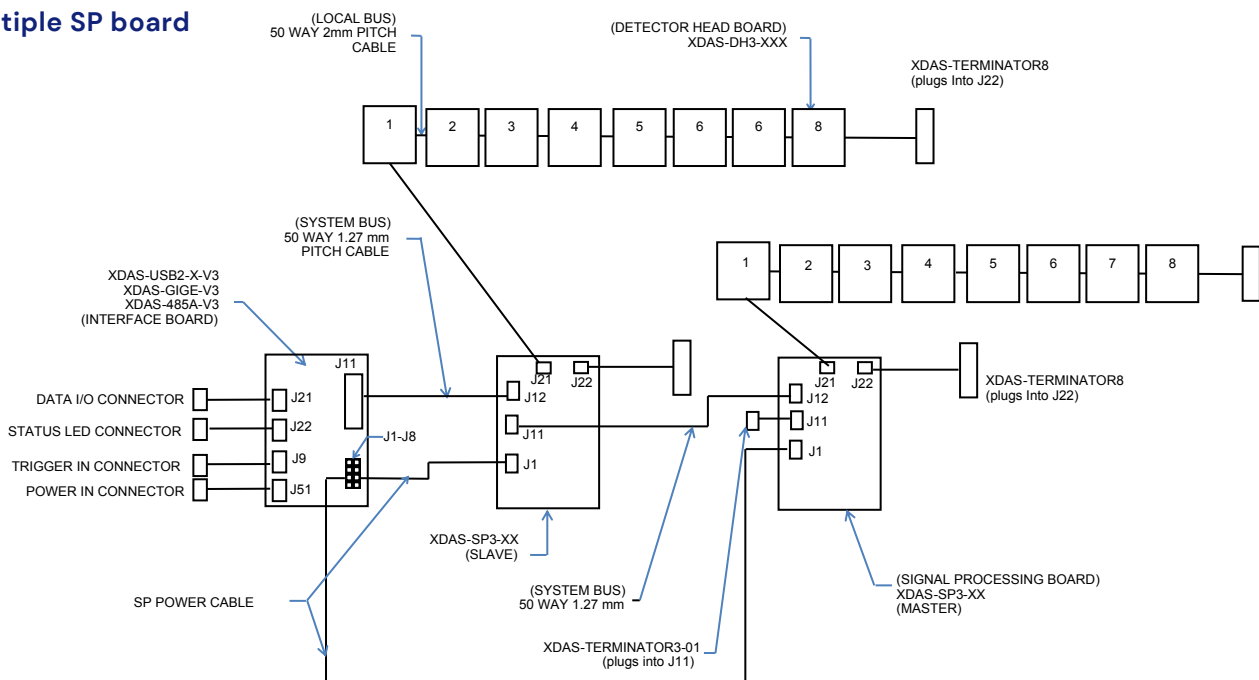 tiple SP board
(LOCAL BUS)
50 WAY 2mm PITCH
CABLE
(DETECTOR HEAD BOARD)
XDAS-DH3-XXX
XDAS-TERMINATOR8
(plugs Into J22)
1
2
3
4
5
6
6
8
(SYSTEM BUS)
50 WAY 1.27 mm
PITCH CABLE
1
2
3
4
5
6
7
8
XDAS-USB2-X-V3
XDAS-GIGE-V3
XDAS-485A-V3
(INTERFACE BOARD)
J11
J21
J22
J9
J51
J1-J8
DATA I/O CONNECTOR
STATUS LED CONNECTOR
TRIGGER IN CONNECTOR
POWER IN CONNECTOR
J21
J22
J12
J11
J1
J21
J22
J12
J11
J1
XDAS-TERMINATOR8
(plugs Into J22)
XDAS-SP3-XX
(SLAVE)
SP POWER CABLE
(SYSTEM BUS)
50 WAY 1.27 mm
(SIGNAL PROCESSING BOARD)
XDAS-SP3-XX
(MASTER)
XDAS-TERMINATOR3-01
(plugs into J11)